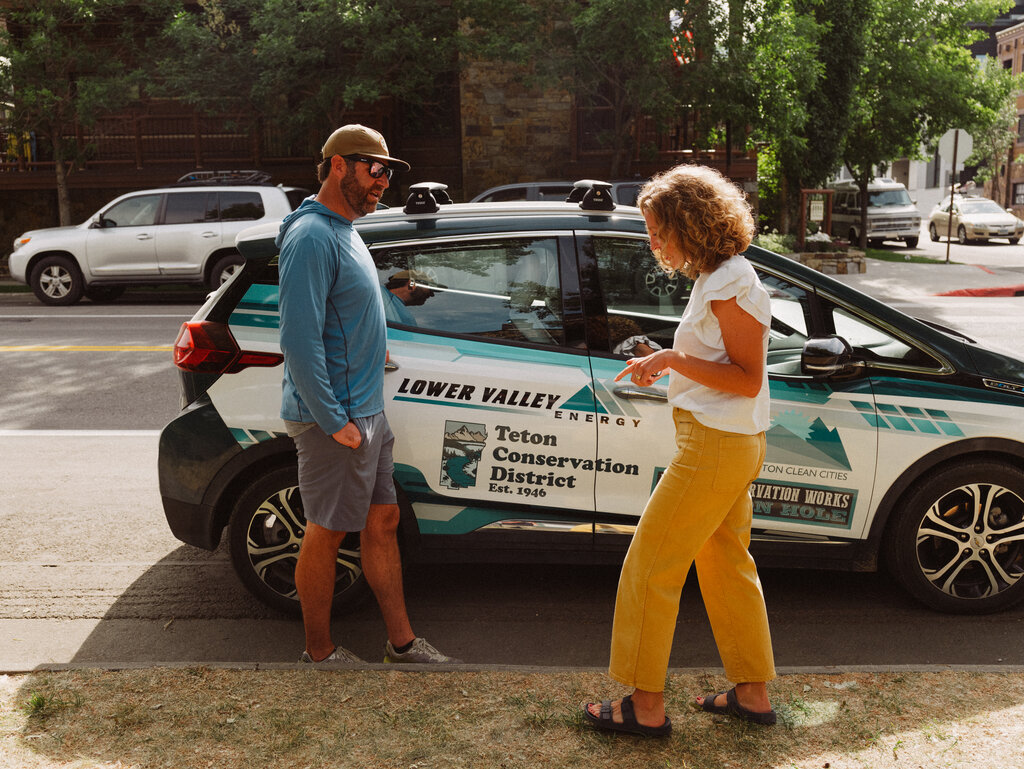 LOWER VALLEY
ENERGY
Teton
Conservation
District
Est. 1946
TON CLEAN CITIES
RVATION WORKS
N HOLE